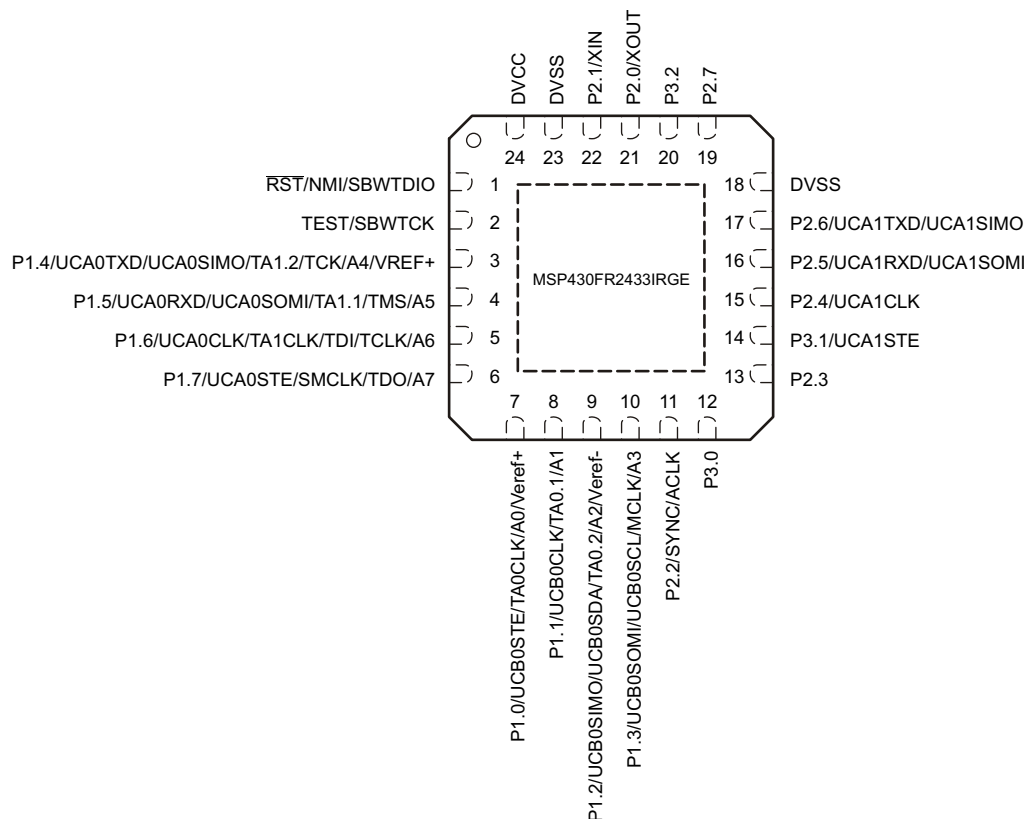 DVCC
DVSS
P2.1/XIN
P2.0/XOUT
P3.2
P2.7
24
23
22
21
20
19
RST/NMI/SBWTDIO
1
TEST/SBWTCK
2
P1.4/UCA0TXD/UCA0SIMO/TA1.2/TCK/A4/VREF+
3
P1.5/UCA0RXD/UCA0SOMI/TA1.1/TMS/A5
4
P1.6/UCA0CLK/TA1CLK/TDI/TCLK/A6
5
P1.7/UCA0STE/SMCLK/TDO/A7
6
MSP430FR2433IRGE
18
DVSS
17
P2.6/UCA1TXD/UCA1SIMO
16
P2.5/UCA1RXD/UCA1SOMI
15
P2.4/UCA1CLK
14
P3.1/UCA1STE
13
P2.3
7
8
9
10
11
12
P1.0/UCB0STE/TA0CLK/A0/Veref+
P1.1/UCB0CLK/TA0.1/A1
P1.2/UCB0SIMO/UCB0SDA/TA0.2/A2/Veref-
P1.3/UCB0SOMI/UCB0SCL/MCLK/A3
P2.2/SYNC/ACLK
P3.0